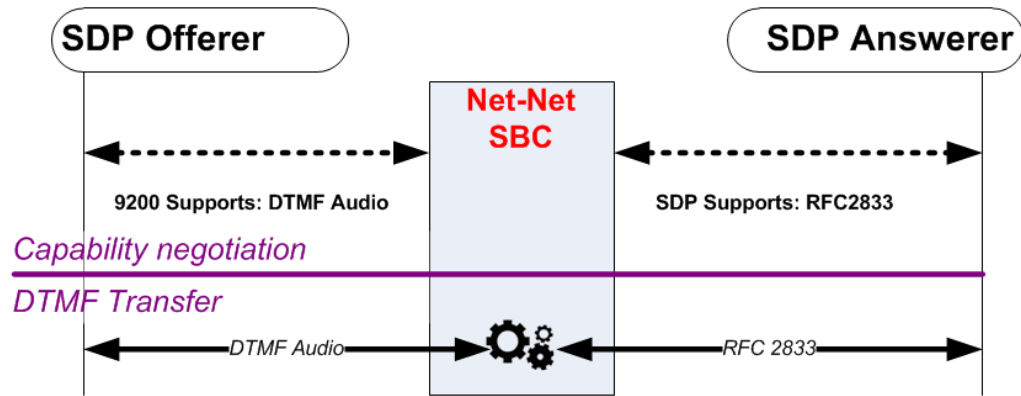 SDP Offerer
SDP Answerer
Net-Net
SBC
9200 Supports: DTMF Audio
SDP Supports: RFC2833
Capability negotiation
DTMF Transfer
DTMF Audio
RFC 2833